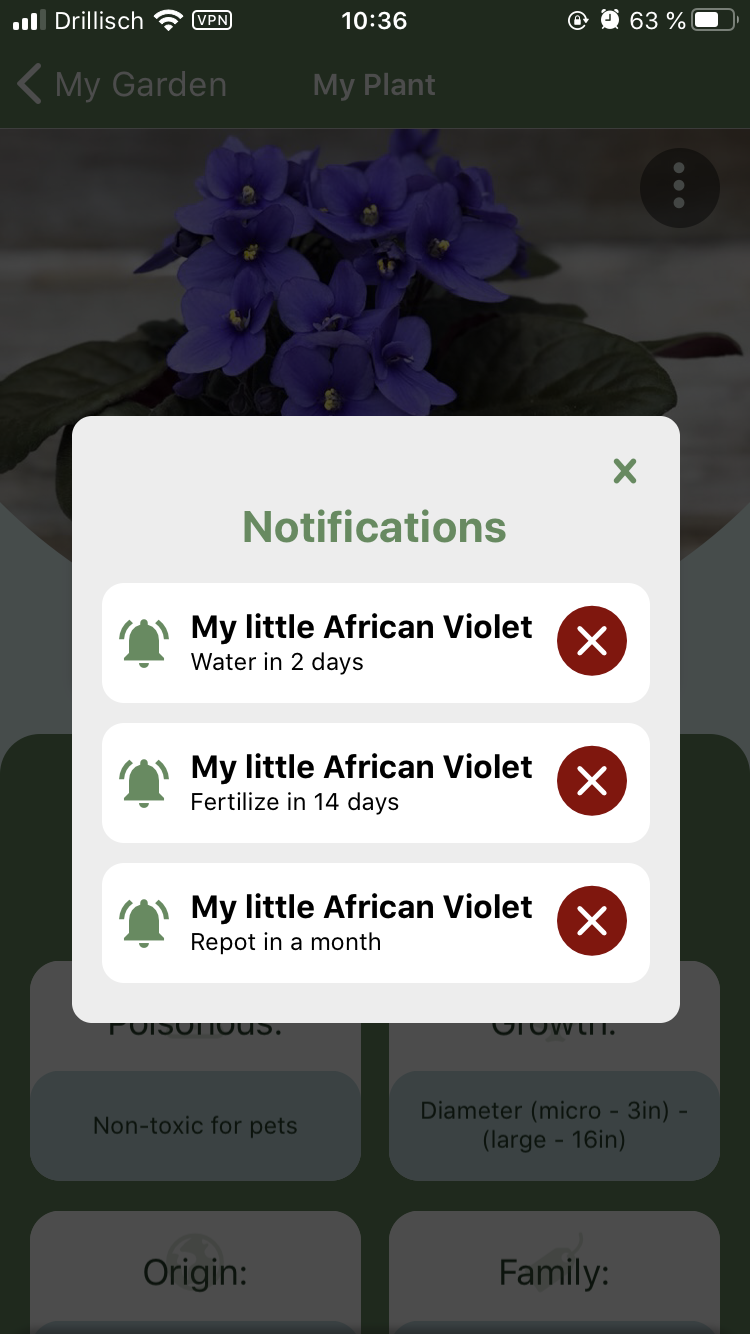 Drillisch VPN 10:36 63 %
My Garden My Plant
Notifications
My little African Violet
Water in 2 days
My little African Violet
Fertilize in 14 days
My little African Violet
Repot in a month
Poisonous: Growth:
Non-toxic for pets
Diameter (micro - 3in) -
(large - 16in)
Origin: Family: